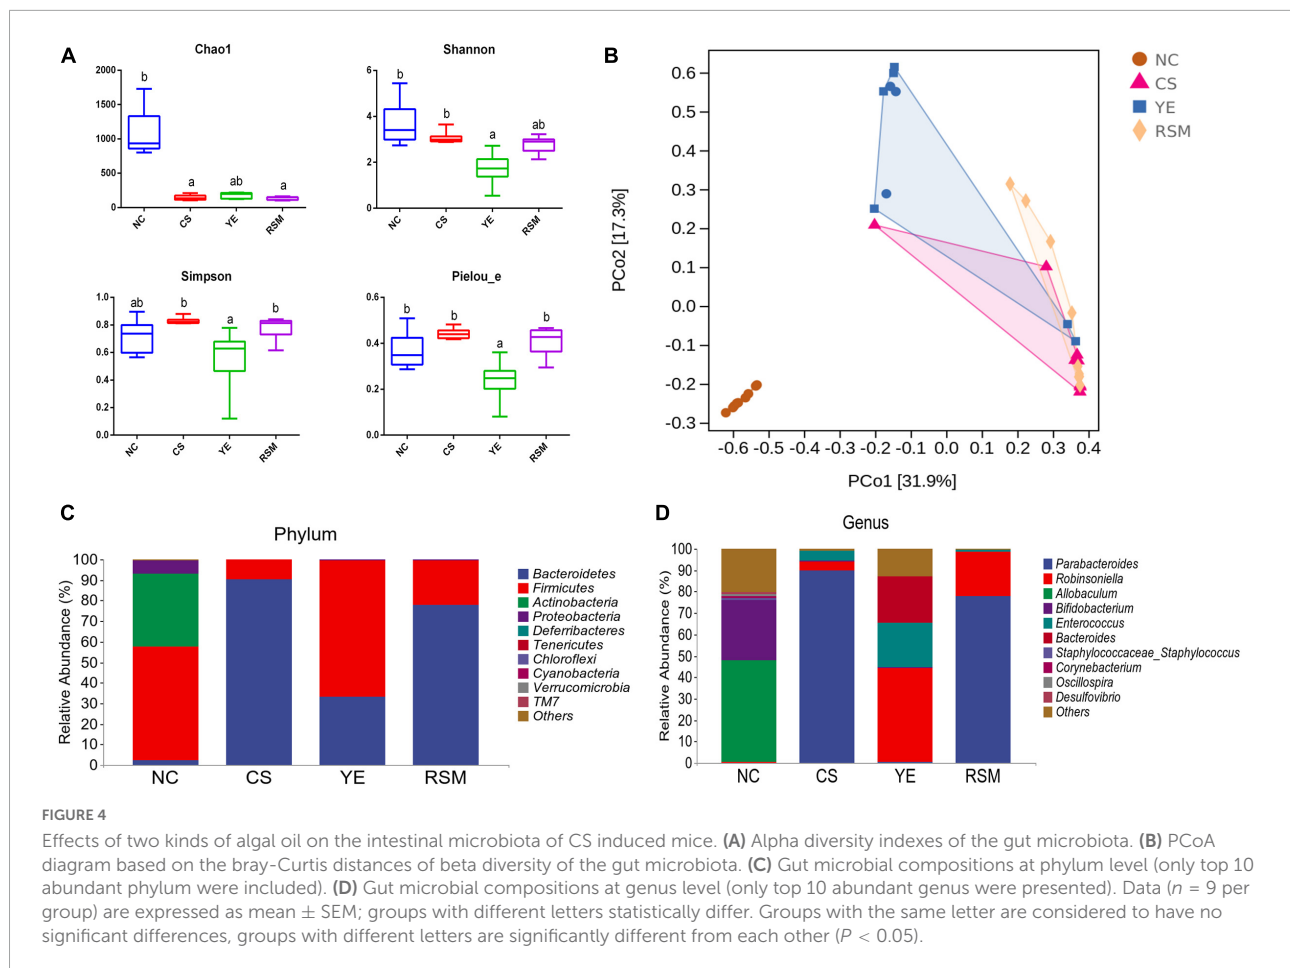 A
Chao1
2000
1500
1000
500
0
b
a
ab
a
NC
CS
YE
RSM
Shannon
6
4
2
0
b
b
a
ab
NC
CS
YE
RSM
Simpson
1.0
0.8
0.6
0.4
0.2
0.0
ab
b
a
b
NC
CS
YE
RSM
Pielou_e
0.6
0.4
0.2
0.0
b
b
a
b
NC
CS
YE
RSM
B
PCo2 [17.3%]
0.6
0.5
0.4
0.3
0.2
0.1
0.0
-0.1
-0.2
-0.3
-0.6 -0.5 -0.4 -0.3 -0.2 -0.1 0.0 0.1 0.2 0.3 0.4
PCo1 [31.9%]
NC
CS
YE
RSM
C
Phylum
Relative Abundance (%)
100
90
80
70
60
50
40
30
20
10
0
NC CS YE RSM
Bacteroidetes
Firmicutes
Actinobacteria
Proteobacteria
Deferribacteres
Tenericutes
Chloroflexi
Cyanobacteria
Verrucomicrobia
TM7
Others
D
Genus
Relative Abundance (%)
100
90
80
70
60
50
40
30
20
10
0
NC CS YE RSM
Parabacteroides
Robinsoniella
Allobaculum
Bifidobacterium
Enterococcus
Bacteroides
Staphylococcaceae_Staphylococcus
Corynebacterium
Oscillospira
Desulfovibrio
Others
FIGURE 4
Effects of two kinds of algal oil on the intestinal microbiota of CS induced mice. (A) Alpha diversity indexes of the gut microbiota. (B) PCoA
diagram based on the bray-Curtis distances of beta diversity of the gut microbiota. (C) Gut microbial compositions at phylum level (only top 10
abundant phylum were included). (D) Gut microbial compositions at genus level (only top 10 abundant genus were presented). Data (n = 9 per
group) are expressed as mean ± SEM; groups with different letters statistically differ. Groups with the same letter are considered to have no
significant differences, groups with different letters are significantly different from each other (P < 0.05).